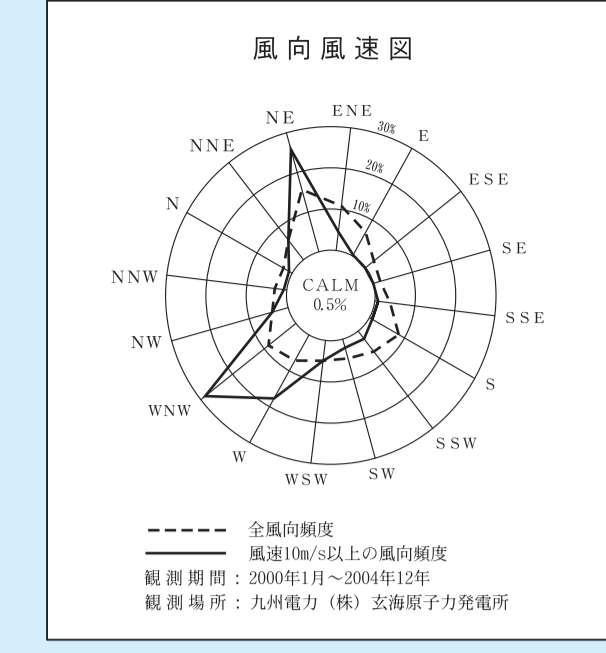 風向風速図
ENE
NE
30%
E
NNE
20%
ESE
N
10%
SE
NNW
CALM
0.5%
SSE
NW
S
WNW
SSW
W
SW
WSW
全風向頻度
風速10m/s以上の風向頻度
観測期間：2000年1月～2004年12年
観測場所：九州電力（株）玄海原子力発電所